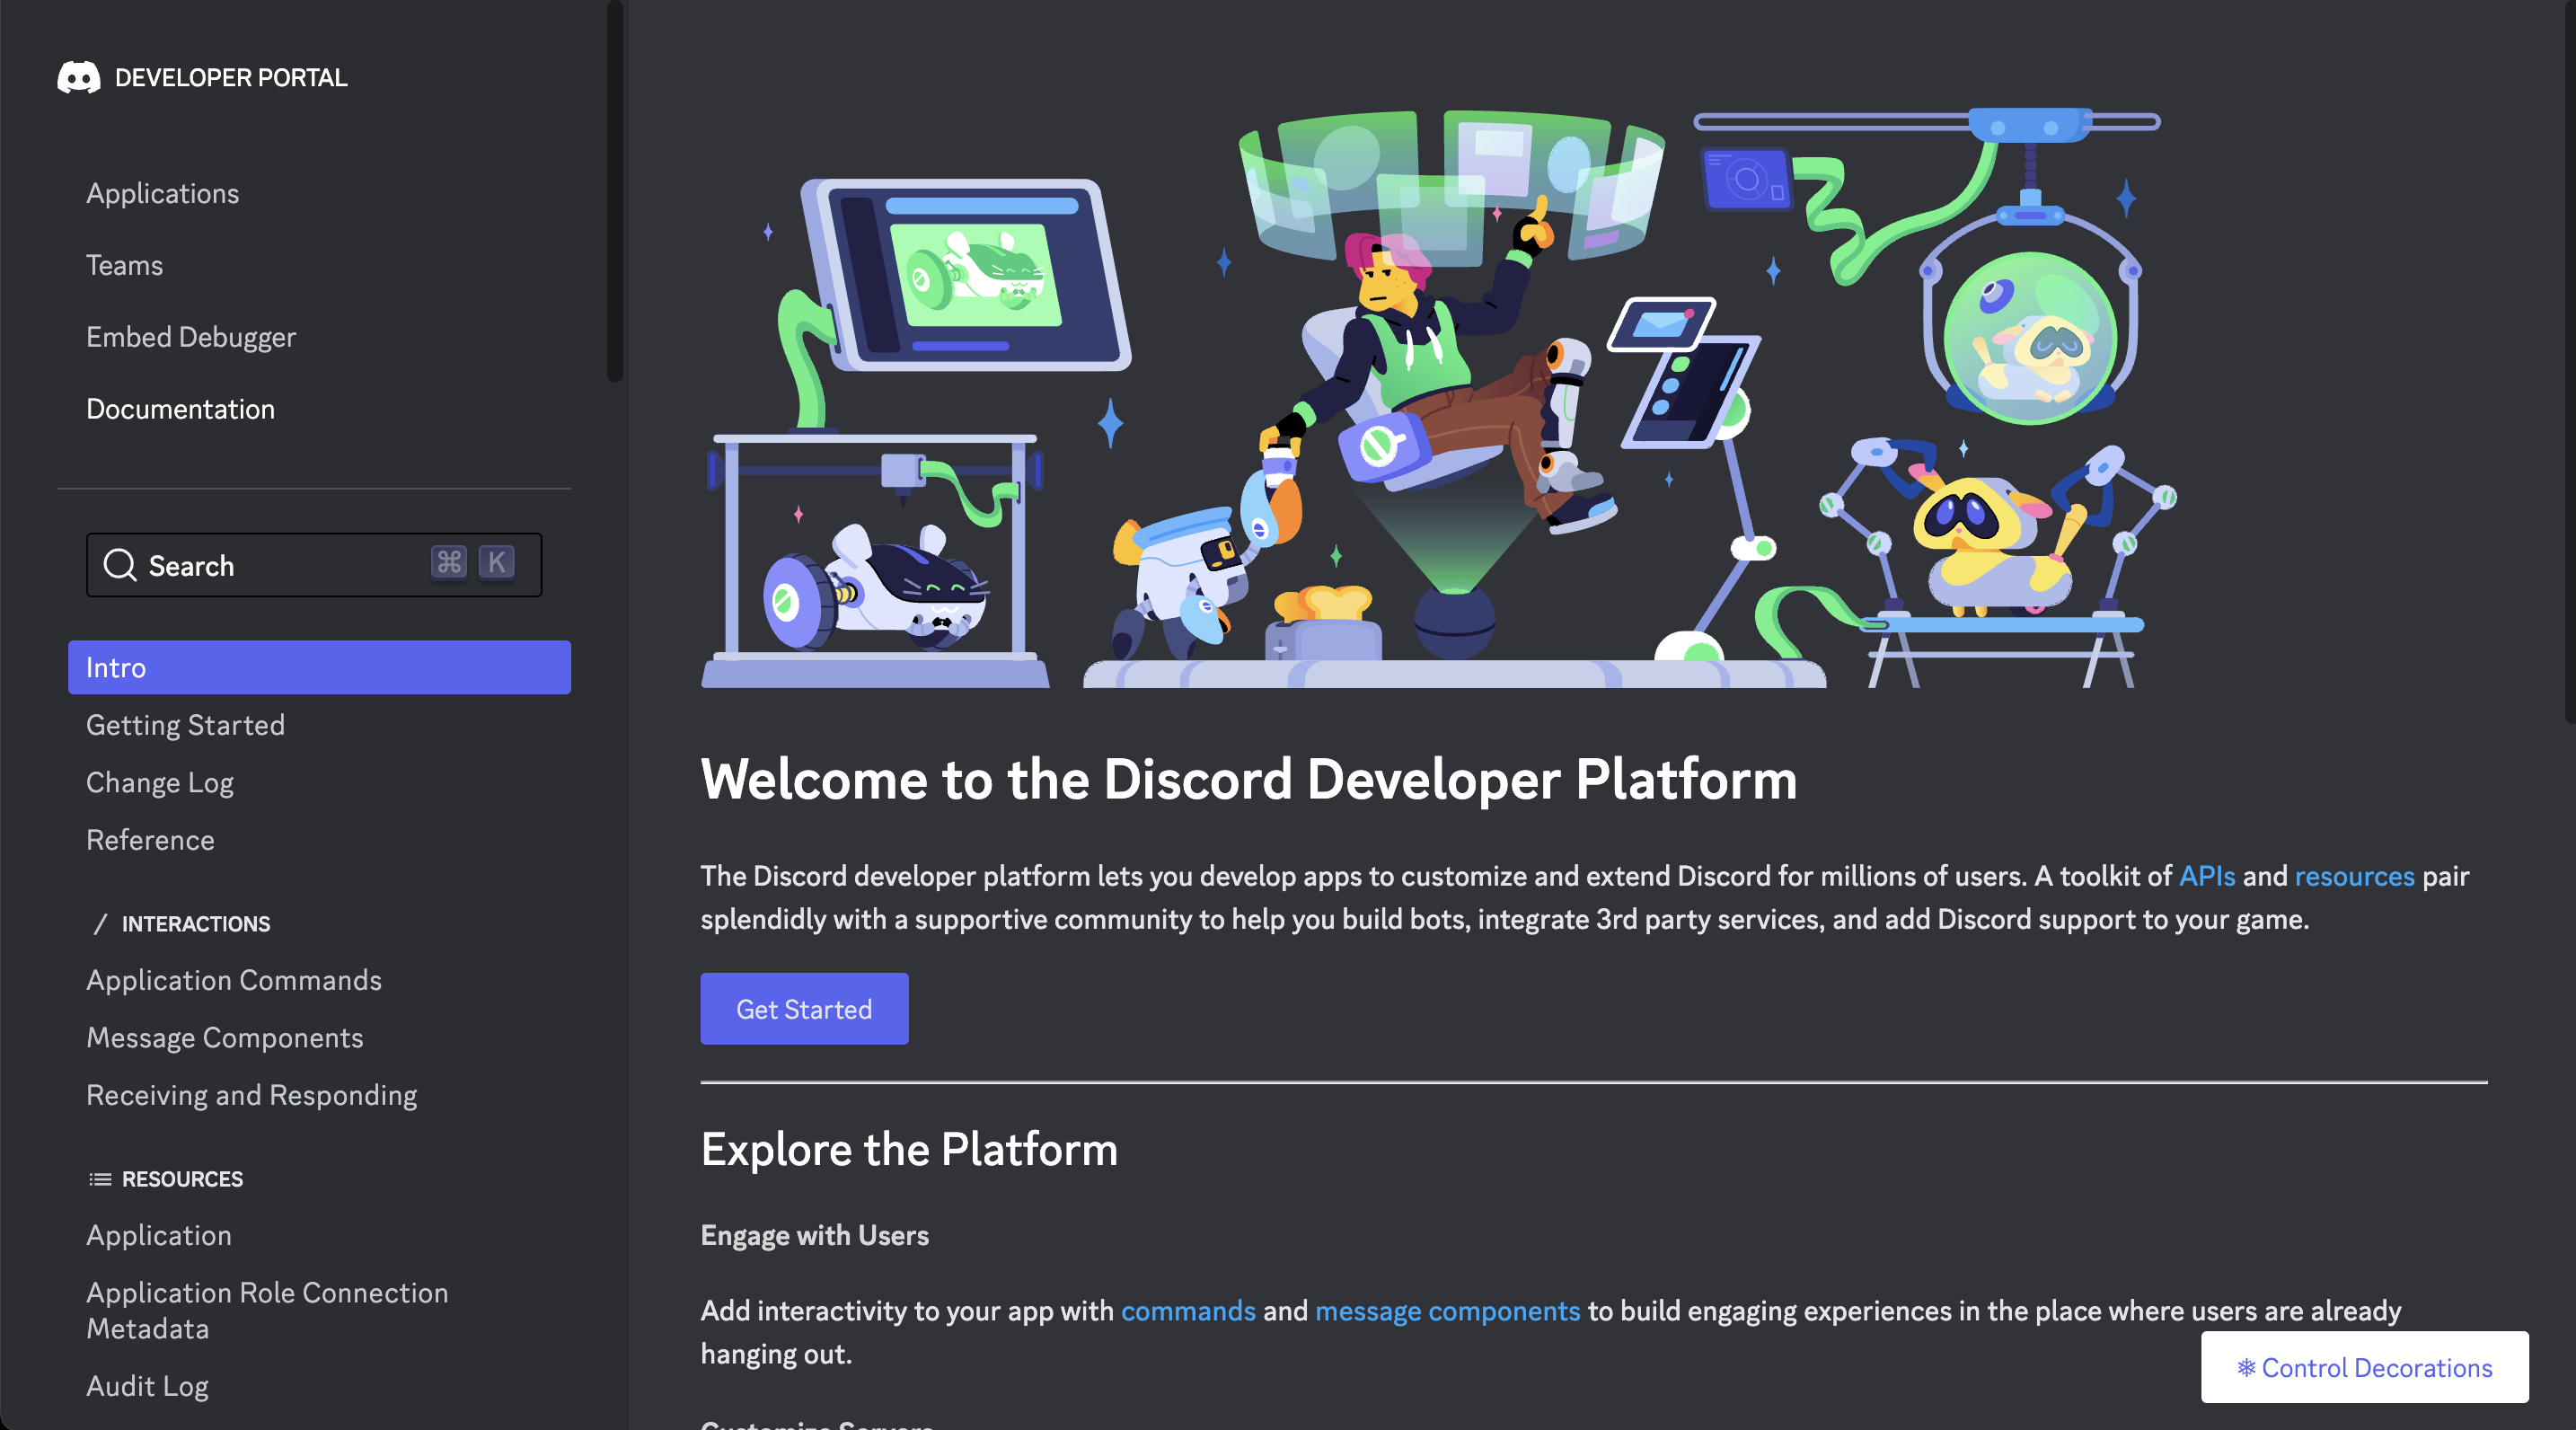 DEVELOPER PORTAL
Applications
Teams
Embed Debugger
Documentation
Search ⌘ K
Intro
Getting Started
Change Log
Reference
/ INTERACTIONS
Application Commands
Message Components
Receiving and Responding
RESOURCES
Application
Application Role Connection
Metadata
Audit Log
Welcome to the Discord Developer Platform
The Discord developer platform lets you develop apps to customize and extend Discord for millions of users. A toolkit of APIs and resources pair
splendidly with a supportive community to help you build bots, integrate 3rd party services, and add Discord support to your game.
Get Started
Explore the Platform
Engage with Users
Add interactivity to your app with commands and message components to build engaging experiences in the place where users are already
hanging out.
Customize Servers
❄ Control Decorations